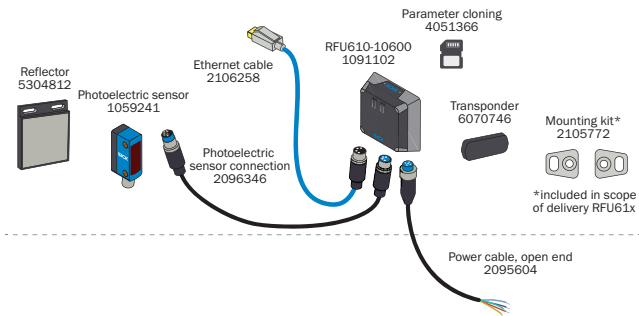 Parameter cloning
4051366
Ethernet cable
2106258
RFU610-10600
1091102
Reflector
5304812
Photoelectric sensor
1059241
Transponder
6070746
Mounting kit*
2105772
Photoelectric
sensor connection
2096346
*included in scope
of delivery RFU61x
Power cable, open end
2095604